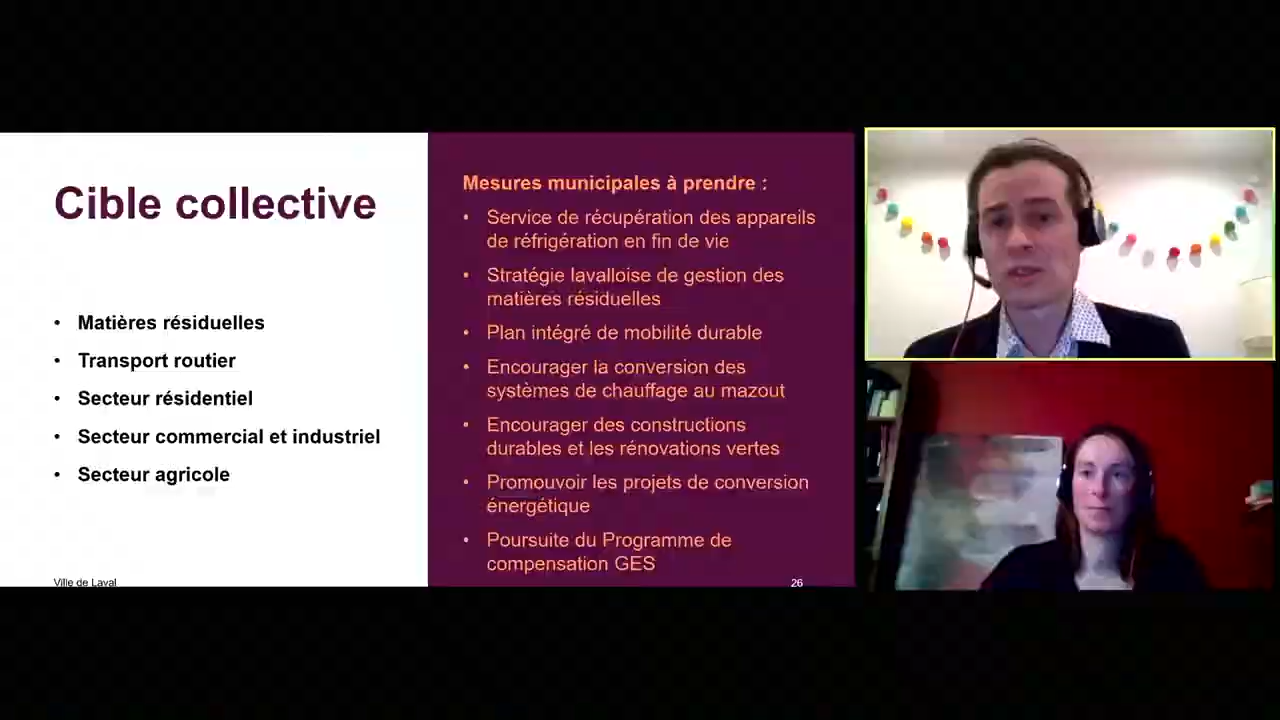 Cible collective
• Matières résiduelles
• Transport routier
• Secteur résidentiel
• Secteur commercial et industriel
• Secteur agricole
Ville de Laval
Mesures municipales à prendre :
• Service de récupération des appareils
de réfrigération en fin de vie
• Stratégie lavalloise de gestion des
matières résiduelles
• Plan intégré de mobilité durable
• Encourager la conversion des
systèmes de chauffage au mazout
• Encourager des constructions
durables et les rénovations vertes
• Promouvoir les projets de conversion
énergétique
• Poursuite du Programme de
compensation GES
26